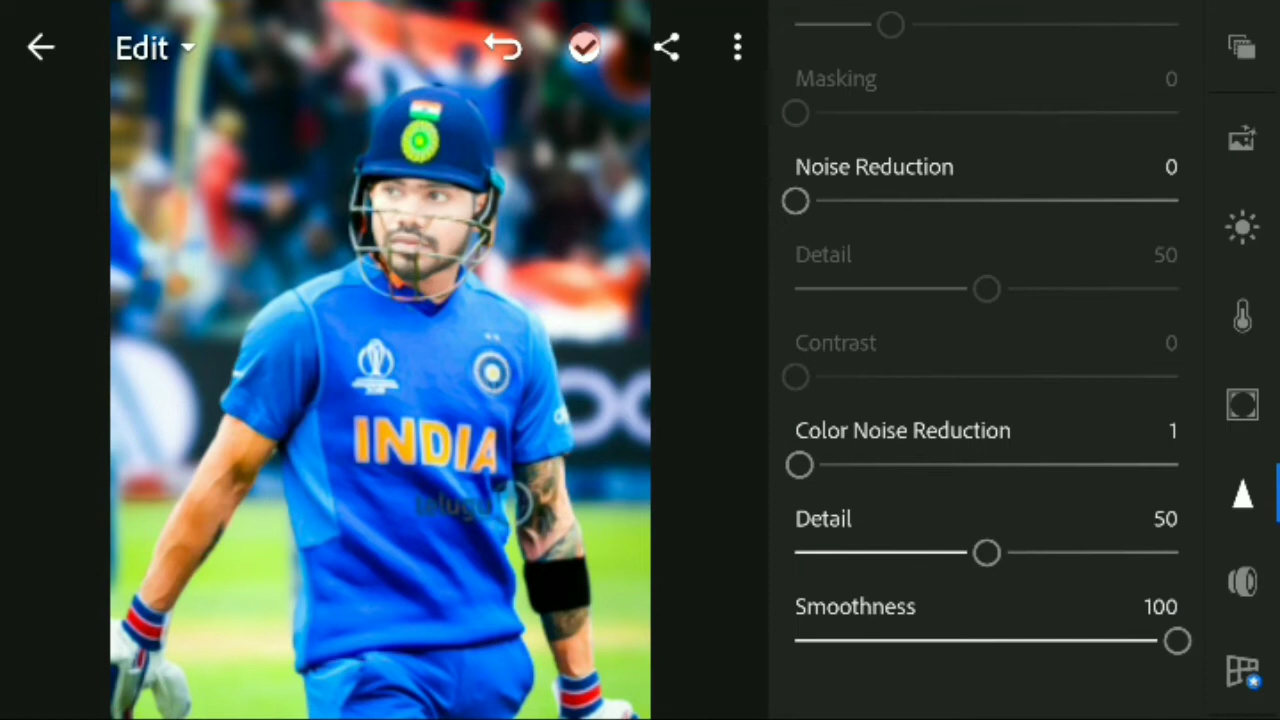 Edit
Masking 0
Noise Reduction 0
Detail 50
Contrast 0
Color Noise Reduction 1
Detail 50
Smoothness 100
INDIA